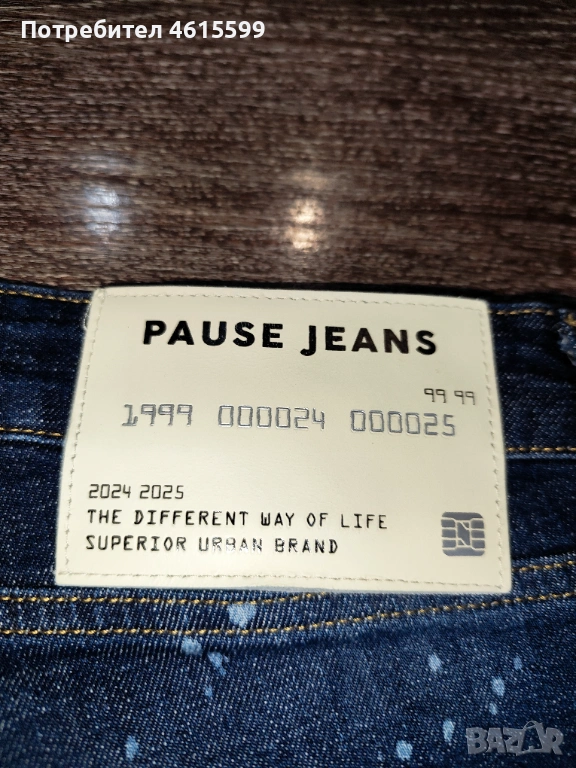 Потребител 4615599
PAUSE JEANS
99 99
1999 000024 000025
2024 2025
THE DIFFERENT WAY OF LIFE
SUPERIOR URBAN BRAND
N
BAZAR